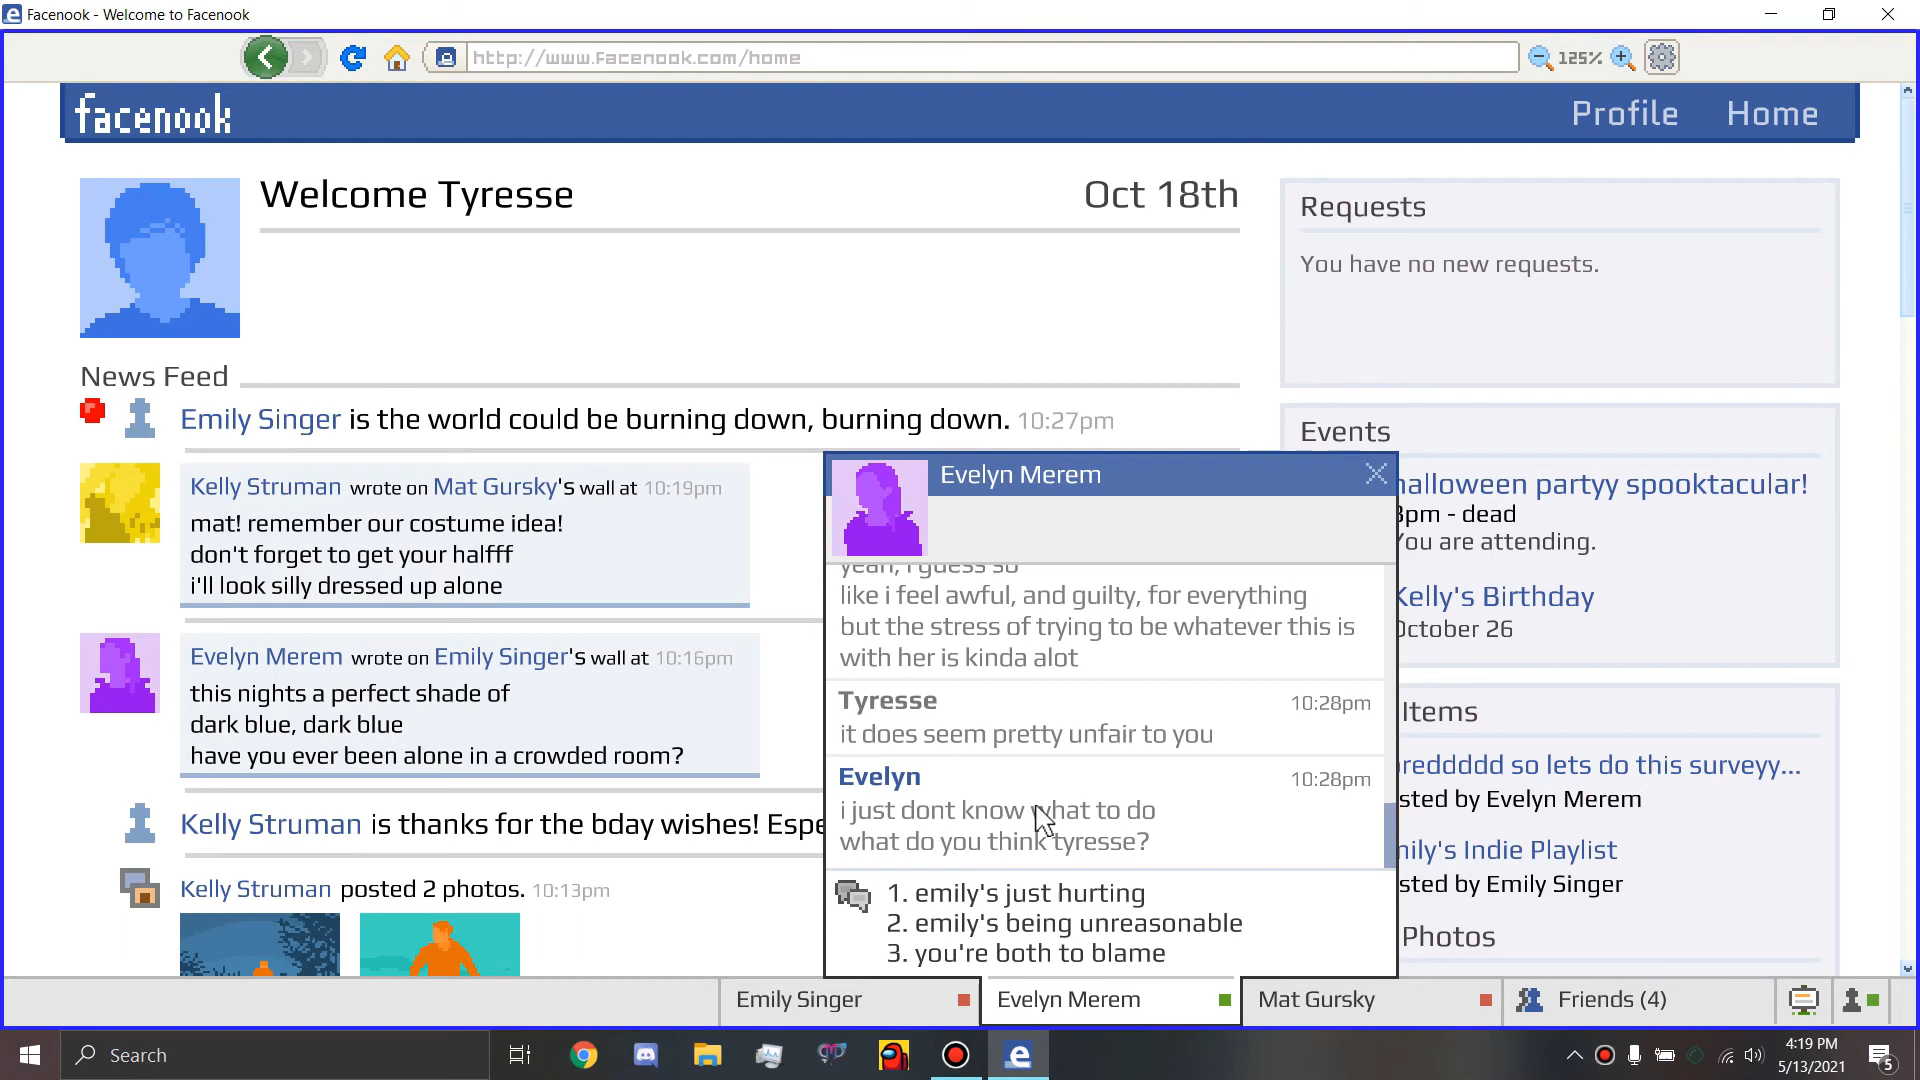 Facenook - Welcome to Facenook
http://www.Facenook.com/home
125%
facenook
Profile
Home
Welcome Tyresse
Oct 18th
News Feed
Emily Singer is the world could be burning down, burning down. 10:27pm
Kelly Struman wrote on Mat Gursky's wall at 10:19pm
mat! remember our costume idea!
don't forget to get your halfff
i'll look silly dressed up alone
Evelyn Merem wrote on Emily Singer's wall at 10:16pm
this nights a perfect shade of
dark blue, dark blue
have you ever been alone in a crowded room?
Kelly Struman is thanks for the bday wishes! Espe
Kelly Struman posted 2 photos. 10:13pm
Requests
You have no new requests.
Events
halloween partyy spooktacular!
8pm - dead
You are attending.
Kelly's Birthday
October 26
Items
reddddd so lets do this surveyy...
sted by Evelyn Merem
mily's Indie Playlist
sted by Emily Singer
Photos
Evelyn Merem
yeah, i guess so
like i feel awful, and guilty, for everything
but the stress of trying to be whatever this is
with her is kinda alot
Tyresse 10:28pm
it does seem pretty unfair to you
Evelyn 10:28pm
i just dont know what to do
what do you think tyresse?
1. emily's just hurting
2. emily's being unreasonable
3. you're both to blame
Emily Singer
Evelyn Merem
Mat Gursky
Friends (4)
Search
4:19 PM
5/13/2021
5